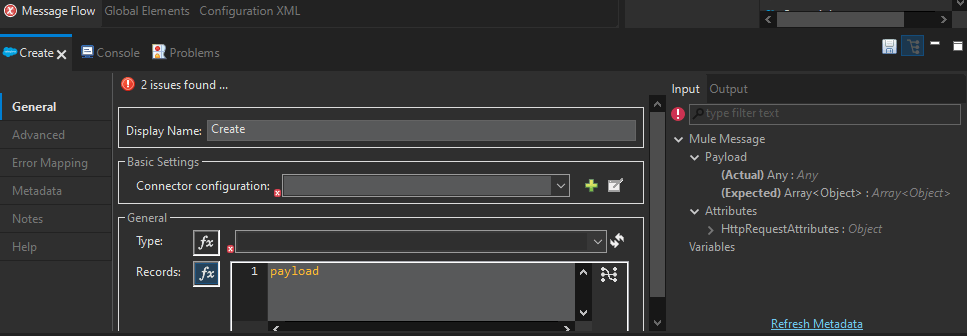 Message Flow Global Elements Configuration XML
Create Console Problems
2 issues found ...
General
Advanced
Error Mapping
Metadata
Notes
Help
Display Name: Create
Basic Settings
Connector configuration:
General
Type: fx
Records: fx 1 payload
Input Output
type filter text
Mule Message
Payload
(Actual) Any : Any
(Expected) Array<Object> : Array<Object>
Attributes
HttpRequestAttributes : Object
Variables
Refresh Metadata